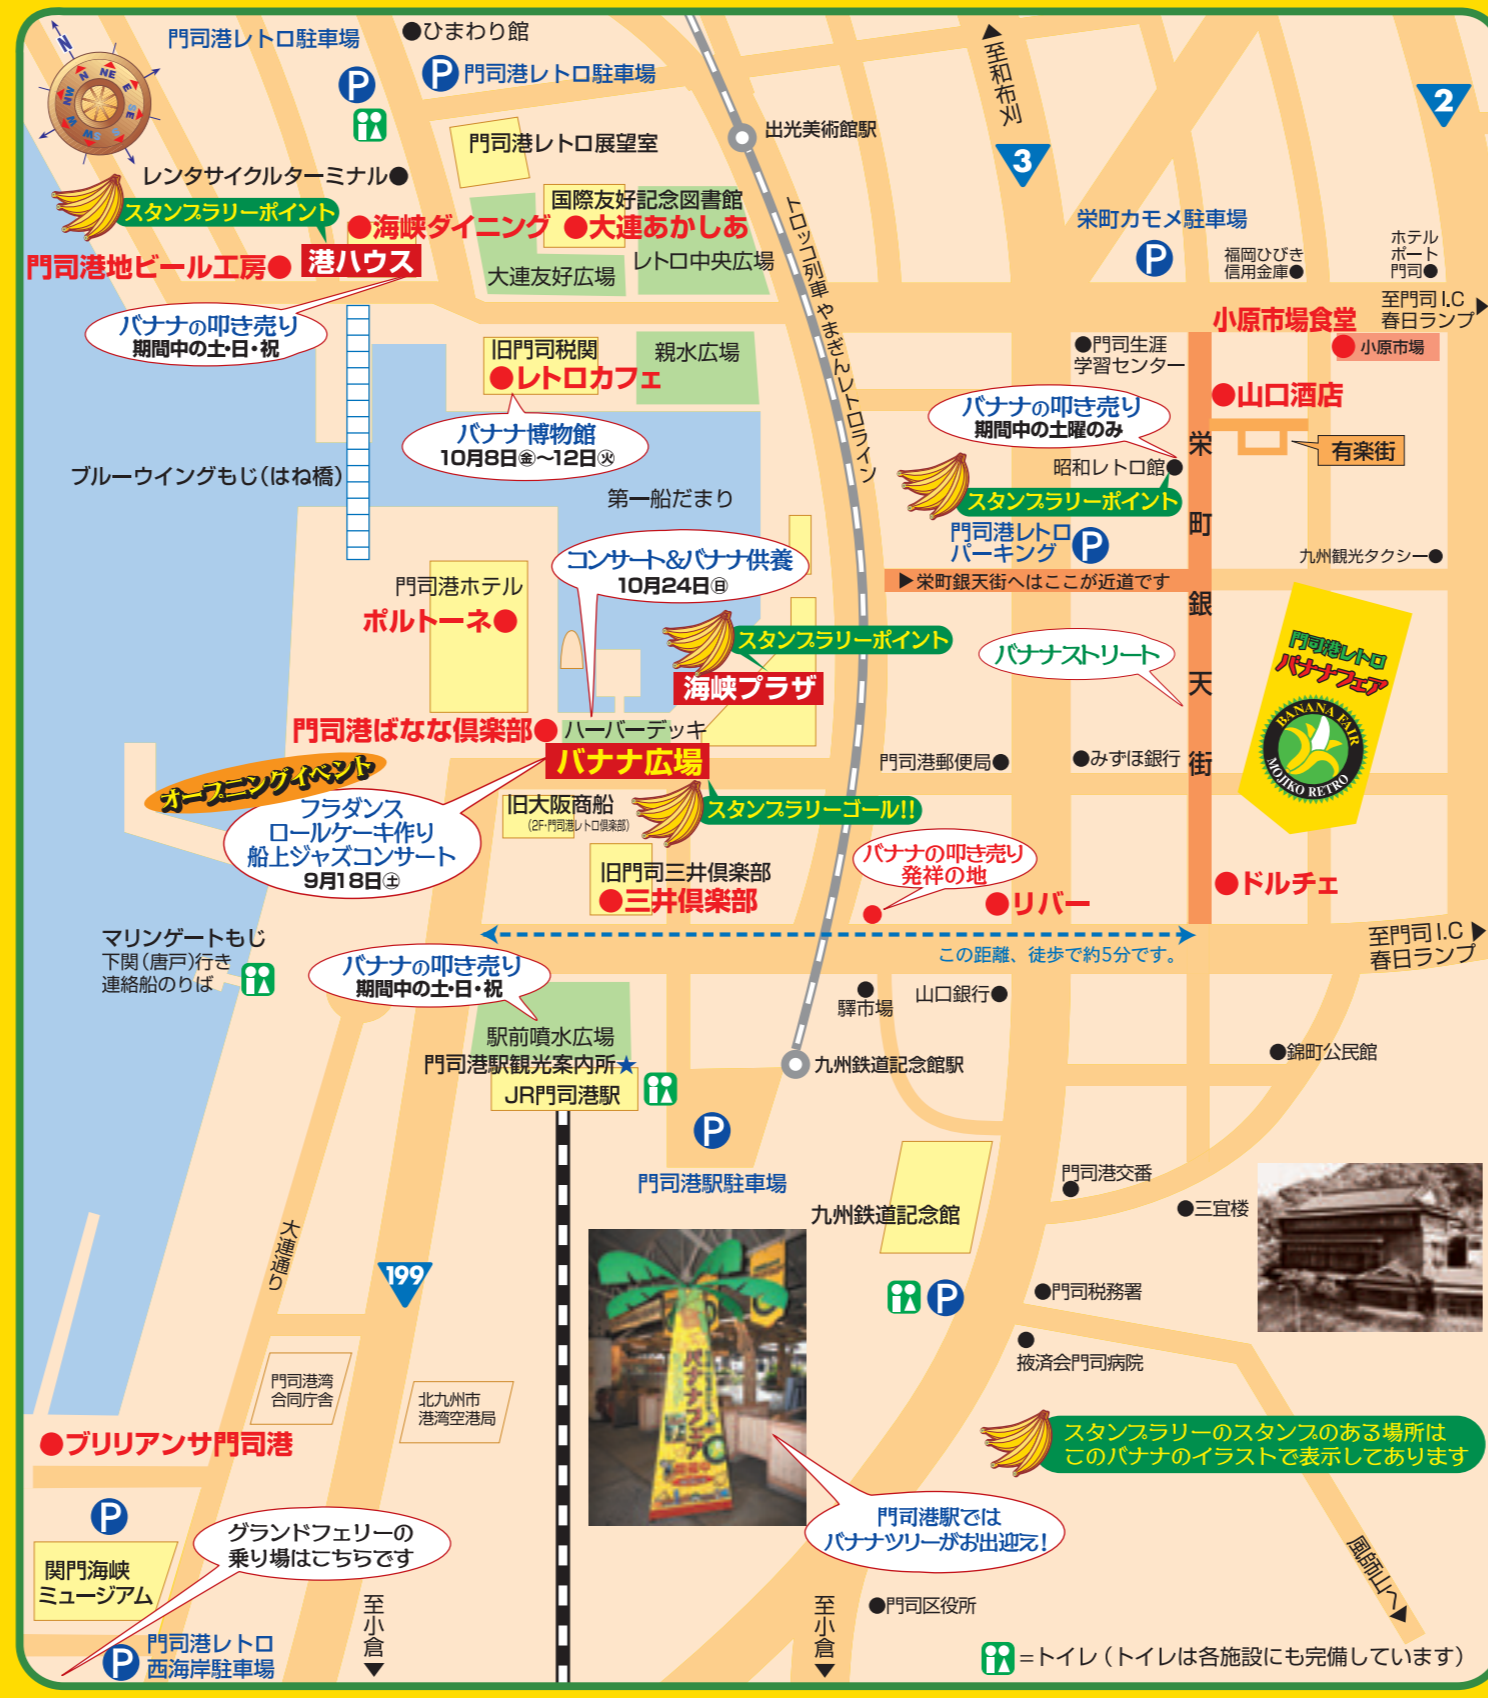 門司港レトロ駐車場
●ひまわり館
門司港レトロ駐車場
N
N
NE
E
SE
SW
W
NW
P
P
▲至和布刈
2
3
出光美術館駅
門司港レトロ展望室
レンタサイクルターミナル●
スタンプラリーポイント
国際友好記念図書館
●海峡ダイニング
●大連あかしあ
門司港地ビール工房●
港ハウス
大連友好広場
レトロ中央広場
トロッコ列車 やまぎんレトロライン
栄町カモメ駐車場
P
福岡ひびき
信用金庫●
ホテル
ポート
門司●
至門司I.C
春日ランプ▶
小原市場食堂
小原市場
バナナの叩き売り
期間中の土・日・祝
旧門司税関
●レトロカフェ
親水広場
●門司生涯
学習センター
●山口酒店
有楽街
バナナ博物館
10月8日㊎〜12日㊋
バナナの叩き売り
期間中の土曜のみ
昭和レトロ館●
スタンプラリーポイント
ブルーウイングもじ(はね橋)
第一船だまり
門司港レトロ
パーキング
P
九州観光タクシー●
コンサート&バナナ供養
10月24日㊐
▶栄町銀天街へはここが近道です
栄町銀天街
門司港ホテル
ポルトーネ●
スタンプラリーポイント
海峡プラザ
バナナストリート
門司港レトロ
バナナフェア
BANANA FAIR
MOJIKO RETRO
門司港ばなな倶楽部●
ハーバーデッキ
バナナ広場
門司港郵便局●
●みずほ銀行
オープニングイベント
フラダンス
ロールケーキ作り
船上ジャズコンサート
9月18日㊏
旧大阪商船
(2F・門司港レトロ倶楽部)
スタンプラリーゴール!!
旧門司三井倶楽部
●三井倶楽部
バナナの叩き売り
発祥の地
●リバー
●ドルチェ
この距離、徒歩で約5分です。
至門司I.C▶
春日ランプ
マリンゲートもじ
下関(唐戸)行き
連絡船のりば
バナナの叩き売り
期間中の土・日・祝
驛市場
山口銀行●
駅前噴水広場
門司港駅観光案内所★
JR門司港駅
九州鉄道記念館駅
●錦町公民館
P
門司港駅駐車場
九州鉄道記念館
門司港交番
●三宜楼
大連通り
199
P
●門司税務署
掖済会門司病院
門司港湾
合同庁舎
北九州市
港湾空港局
バナナフェア
●ブリリアンサ門司港
スタンプラリーのスタンプのある場所は
このバナナのイラストで表示してあります
P
関門海峡
ミュージアム
グランドフェリーの
乗り場はこちらです
門司港駅では
バナナツリーがお出迎え!
風師山へ▶
至小倉▼
至小倉▼
●門司区役所
P
門司港レトロ
西海岸駐車場
=トイレ(トイレは各施設にも完備しています)